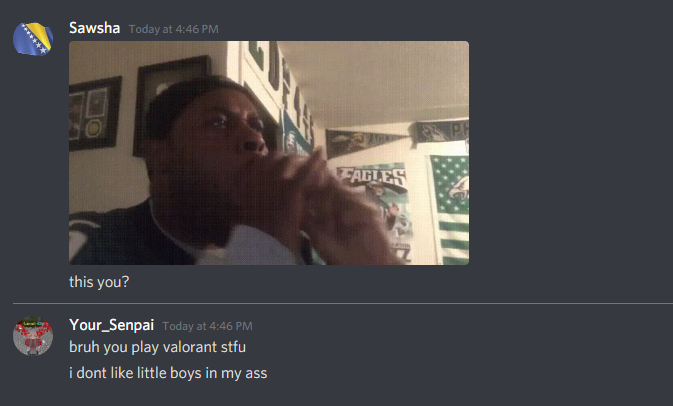 Sawsha Today at 4:46 PM
EAGLES
this you?
Your_Senpai Today at 4:46 PM
bruh you play valorant stfu
i dont like little boys in my ass